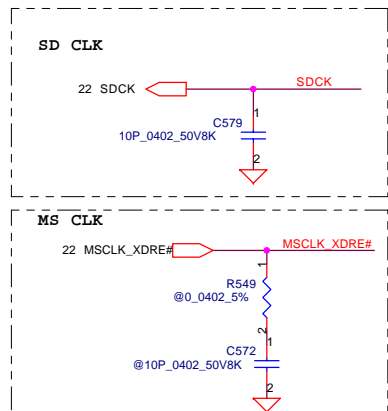 SD CLK
22 SDCK
SDCK
1
C579
10P_0402_50V8K
2
MS CLK
22 MSCLK_XDRE#
MSCLK_XDRE#
1
R549
@0_0402_5%
2
1
C572
@10P_0402_50V8K
2